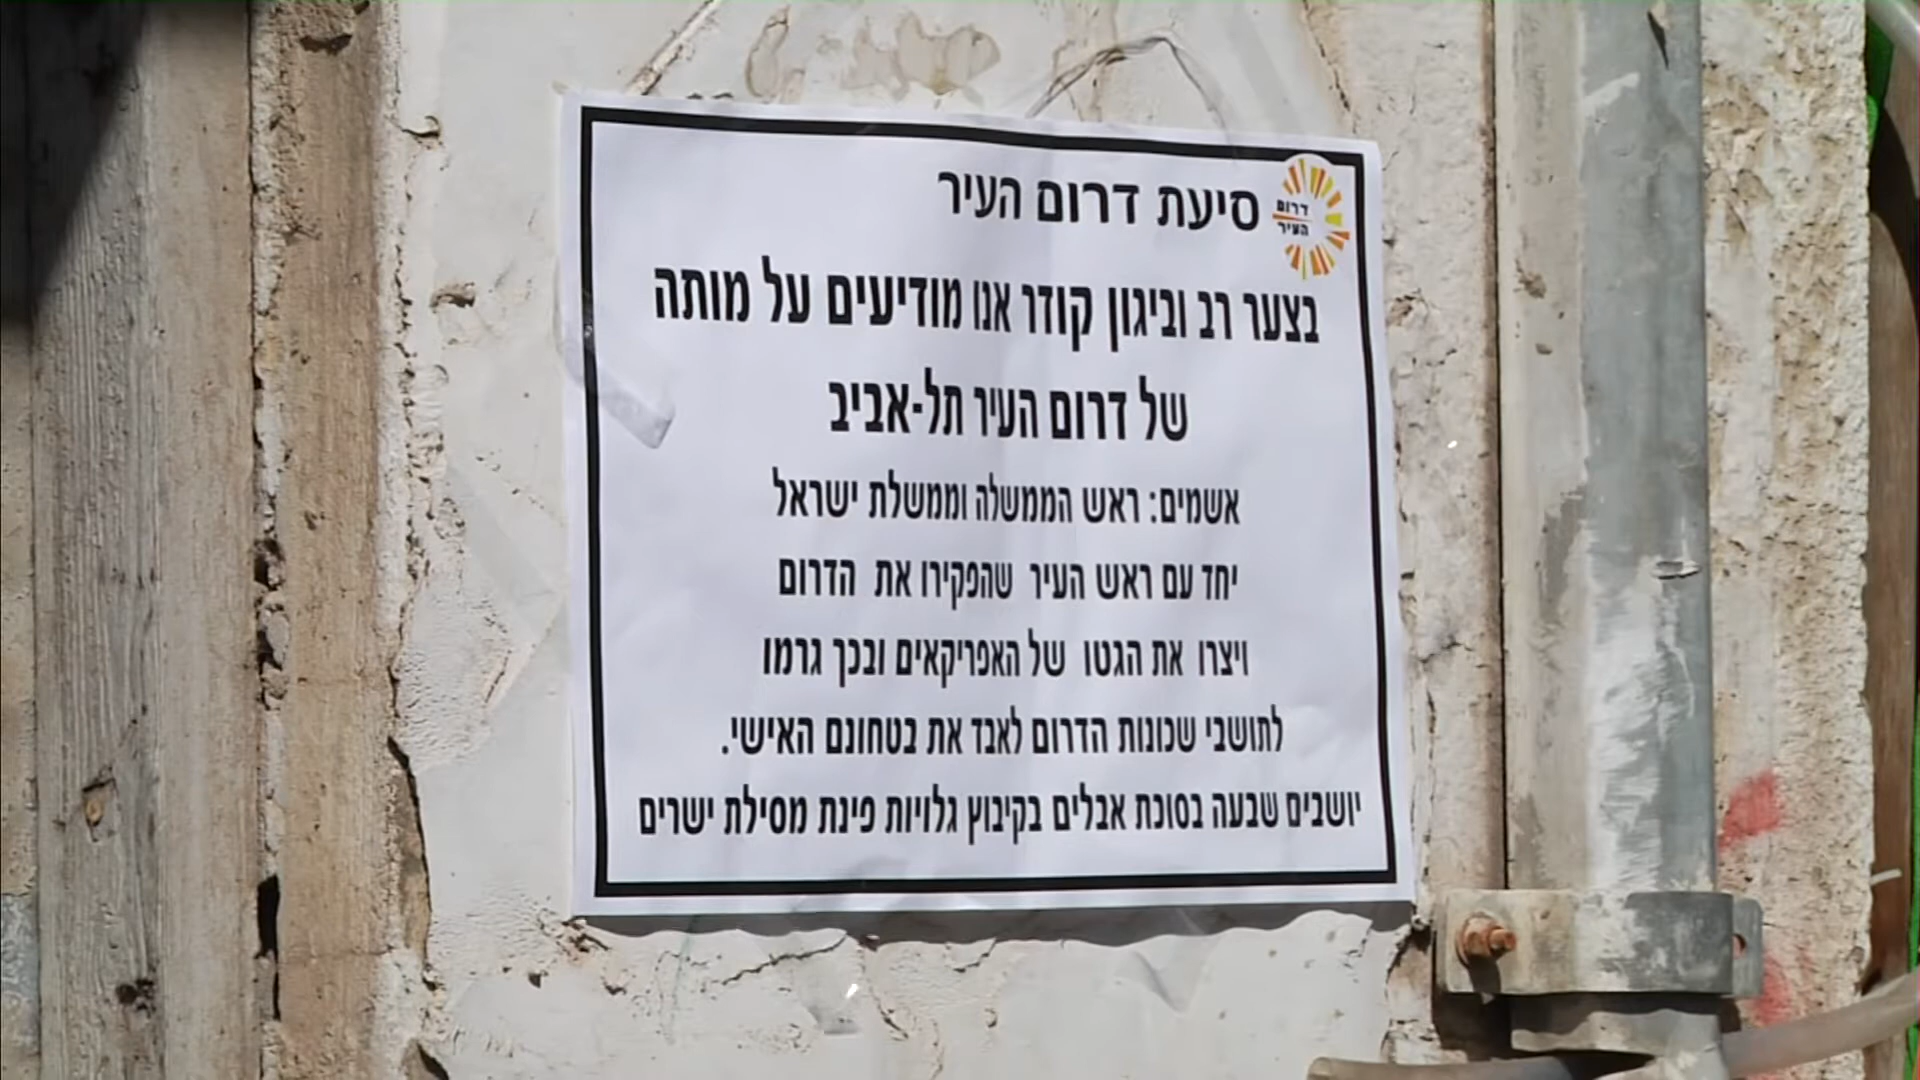 סיעת דרום העיר
דרום
העיר
בצער רב וביגון קודר אנו מודיעים על מותה
של דרום העיר תל-אביב
אשמים: ראש הממשלה וממשלת ישראל
יחד עם ראש העיר שהפקירו את הדרום
ויצרו את הגטו של האפריקאים ובכך גרמו
לתושבי שכונות הדרום לאבד את בטחונם האישי.
יושבים שבעה בסוכת אבלים בקיבוץ גלויות פינת מסילת ישרים